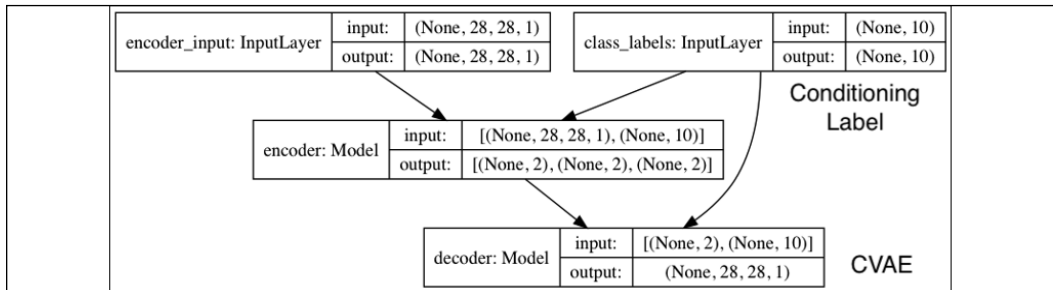 encoder_input: InputLayer
input: (None, 28, 28, 1)
output: (None, 28, 28, 1)
class_labels: InputLayer
input: (None, 10)
output: (None, 10)
Conditioning
Label
encoder: Model
input: [(None, 28, 28, 1), (None, 10)]
output: [(None, 2), (None, 2), (None, 2)]
decoder: Model
input: [(None, 2), (None, 10)]
output: (None, 28, 28, 1)
CVAE